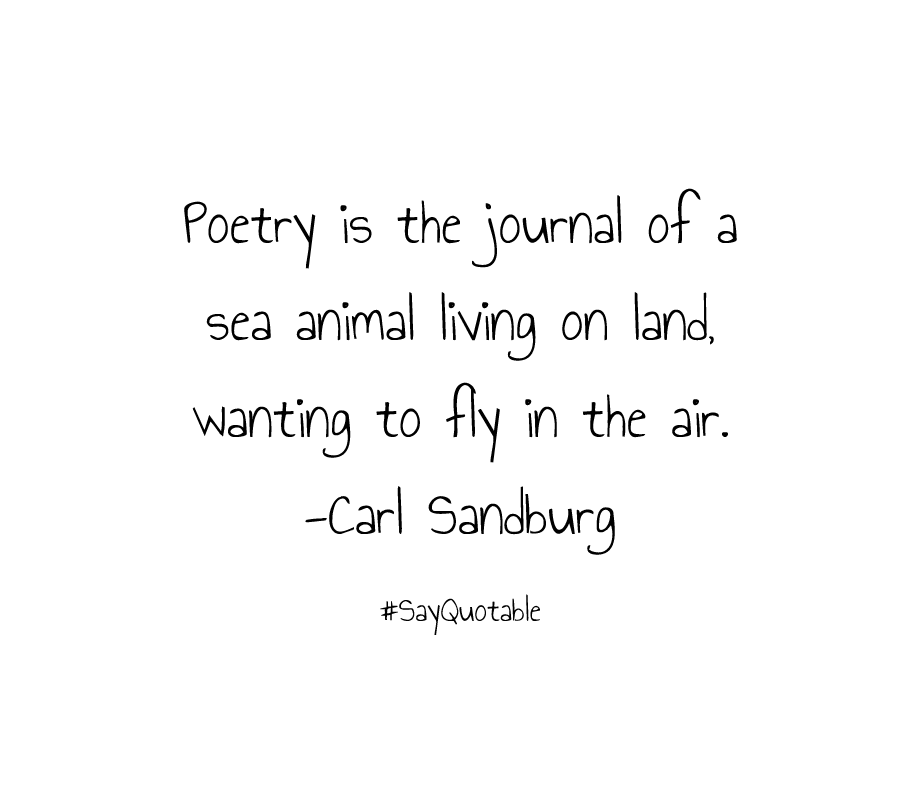 Poetry is the journal of a
sea animal living on land,
wanting to fly in the air.
-Carl Sandburg
#SayQuotable